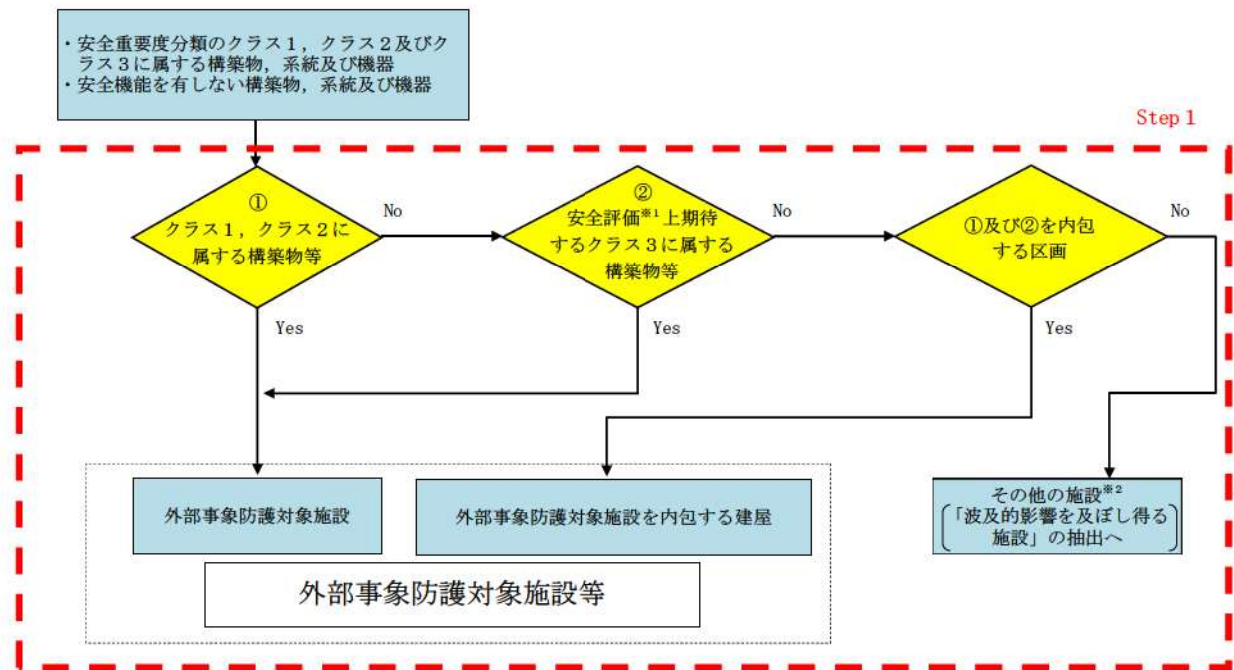 ・安全重要度分類のクラス１，クラス２及びク
ラス３に属する構築物，系統及び機器
・安全機能を有しない構築物，系統及び機器
Step 1
①
クラス１，クラス２に
属する構築物等
No
②
安全評価※1上期待
するクラス３に属する
構築物等
No
①及び②を内包
する区画
No
Yes
Yes
Yes
外部事象防護対象施設
外部事象防護対象施設を内包する建屋
その他の施設※2
「波及的影響を及ぼし得る
施設」の抽出へ
外部事象防護対象施設等